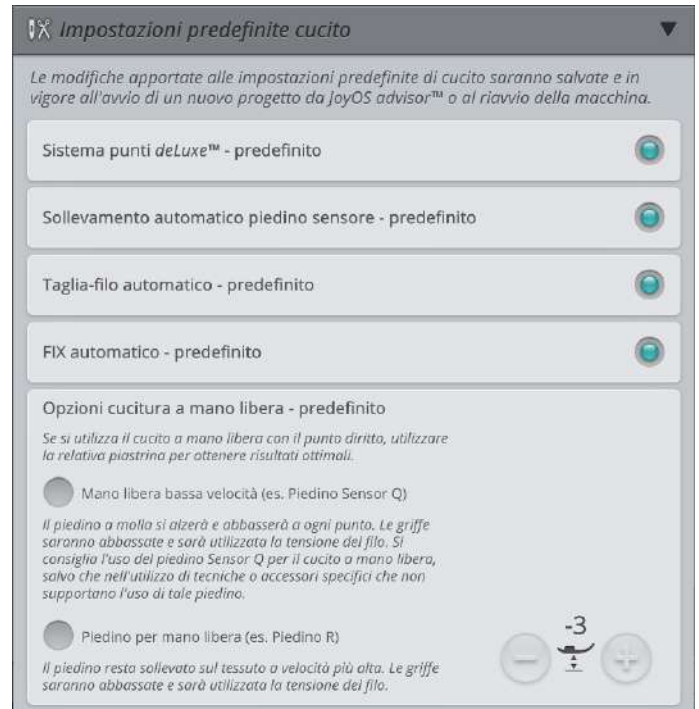 Impostazioni predefinite cucito
Le modifiche apportate alle impostazioni predefinite di cucito saranno salvate e in
vigore all'avvio di un nuovo progetto da JoyOS advisor™ o al riavvio della macchina.
Sistema punti deLuxe™ - predefinito
Sollevamento automatico piedino sensore - predefinito
Taglia-filo automatico - predefinito
FIX automatico - predefinito
Opzioni cucitura a mano libera - predefinito
Se si utilizza il cucito a mano libera con il punto diritto, utilizzare
la relativa piastrina per ottenere risultati ottimali.
Mano libera bassa velocità (es. Piedino Sensor Q)
Il piedino a molla si alzerà e abbasserà a ogni punto. Le griffe
saranno abbassate e sarà utilizzata la tensione del filo. Si
consiglia l'uso del piedino Sensor Q per il cucito a mano libera,
salvo che nell'utilizzo di tecniche o accessori specifici che non
supportano l'uso di tale piedino.
-3
Piedino per mano libera (es. Piedino R)
Il piedino resta sollevato sul tessuto a velocità più alta. Le griffe
saranno abbassate e sarà utilizzata la tensione del filo.